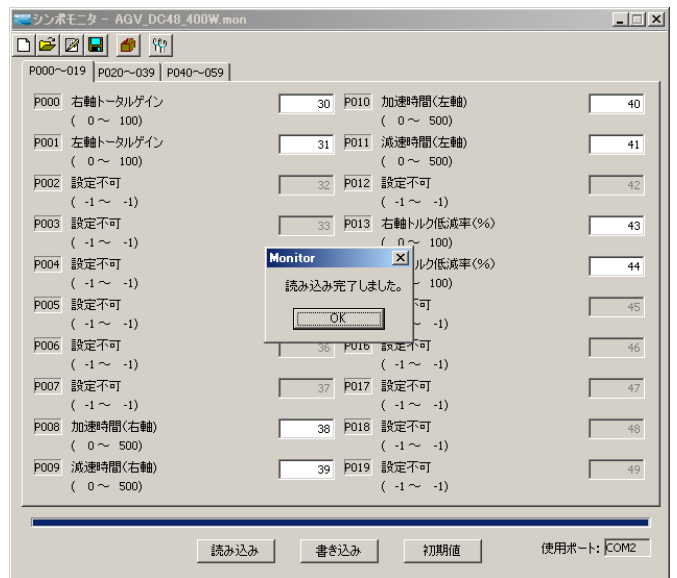 シンポモニタ - AGV_DC48_400W.mon
P000～019 P020～039 P040～059
P000 右軸トータルゲイン 30 P010 加速時間(左軸) 40
( 0～ 100) ( 0～ 500)
P001 左軸トータルゲイン 31 P011 減速時間(左軸) 41
( 0～ 100) ( 0～ 500)
P002 設定不可 32 P012 設定不可 42
( -1～ -1) ( -1～ -1)
P003 設定不可 33 P013 右軸トルク低減率(%) 43
( -1～ -1) ( 0～ 100)
P004 設定不可 Monitor ルク低減率(%) 44
( -1～ -1) 読み込み完了しました。 100)
P005 設定不可 OK 不可 45
( -1～ -1) -1)
P006 設定不可 36 P016 設定不可 46
( -1～ -1) ( -1～ -1)
P007 設定不可 37 P017 設定不可 47
( -1～ -1) ( -1～ -1)
P008 加速時間(右軸) 38 P018 設定不可 48
( 0～ 500) ( -1～ -1)
P009 減速時間(右軸) 39 P019 設定不可 49
( 0～ 500) ( -1～ -1)
読み込み 書き込み 初期値 使用ポート: COM2